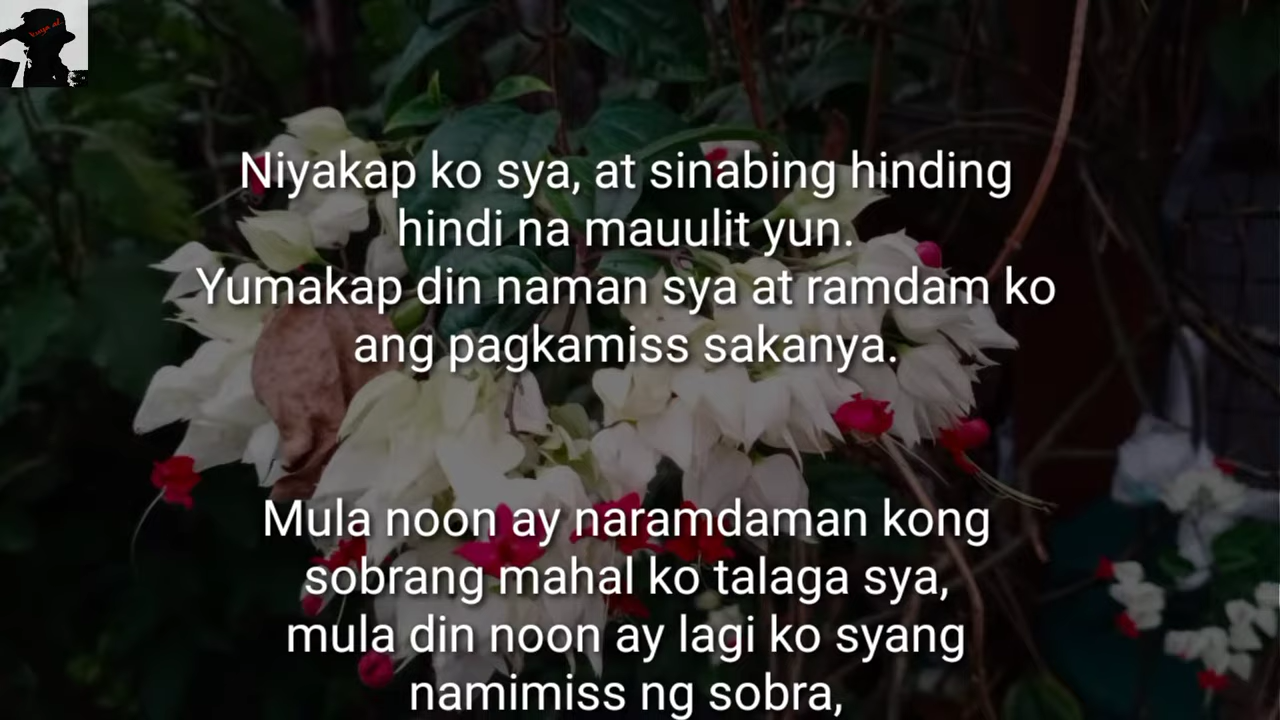 Niyakap ko sya, at sinabing hinding
hindi na mauulit yun.
Yumakap din naman sya at ramdam ko
ang pagkamiss sakanya.
Mula noon ay naramdaman kong
sobrang mahal ko talaga sya,
mula din noon ay lagi ko syang
namimiss ng sobra,